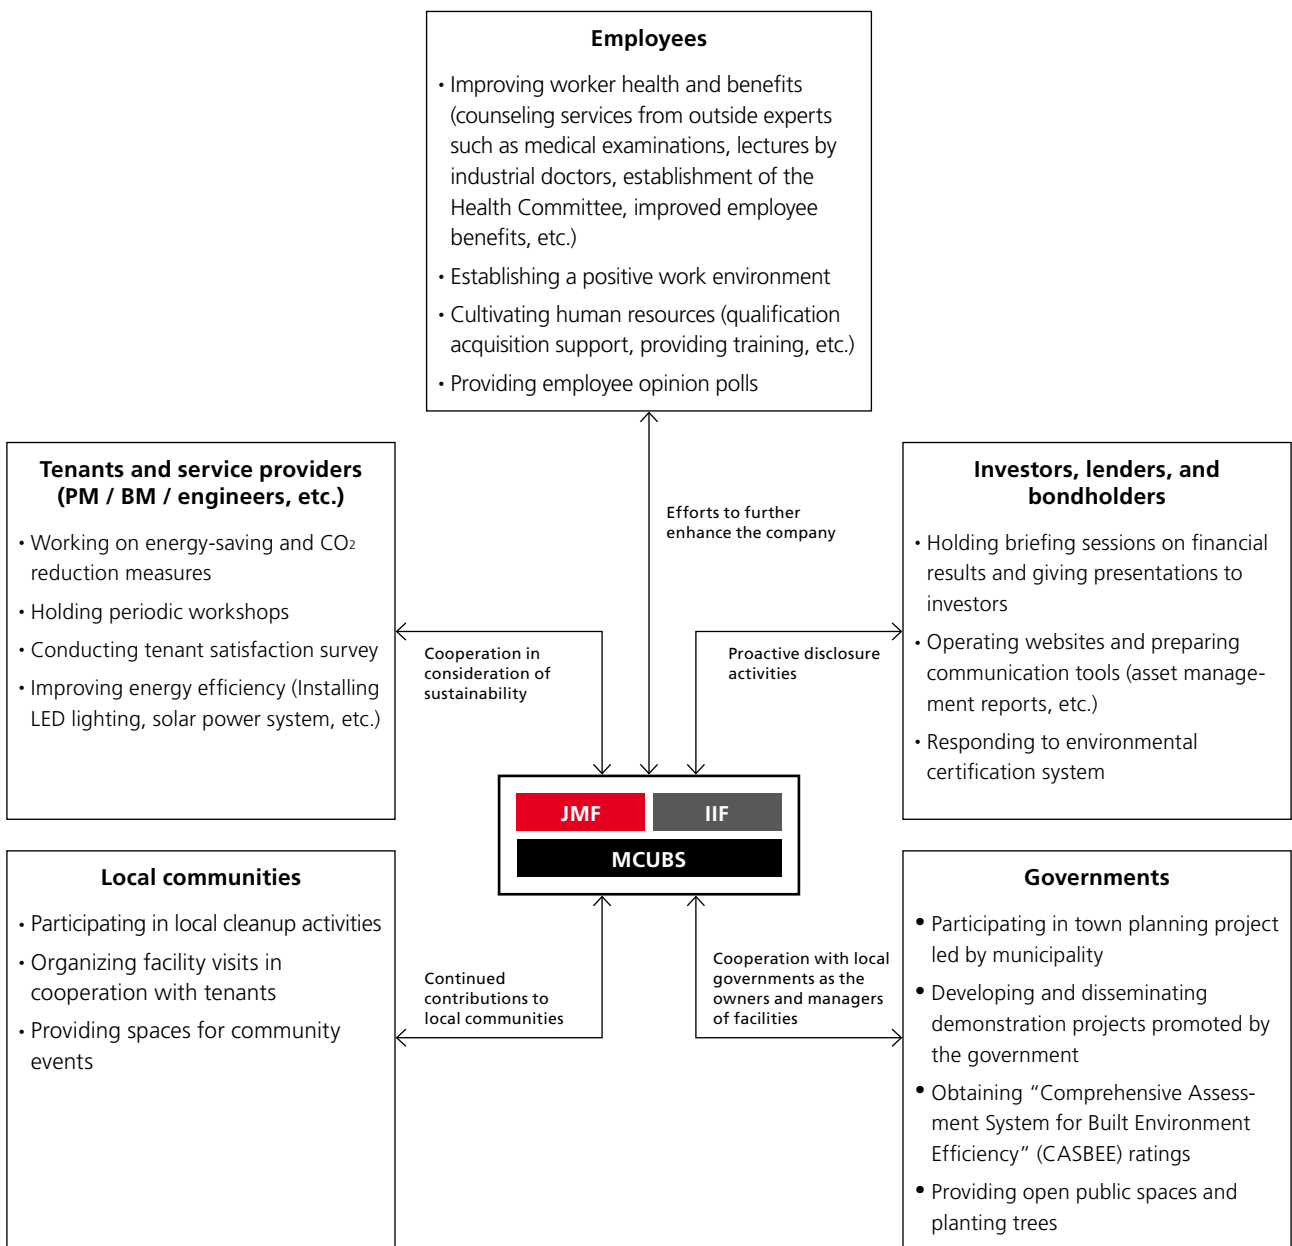 Employees
・Improving worker health and benefits
(counseling services from outside experts
such as medical examinations, lectures by
industrial doctors, establishment of the
Health Committee, improved employee
benefits, etc.)
・Establishing a positive work environment
・Cultivating human resources (qualification
acquisition support, providing training, etc.)
・Providing employee opinion polls
Tenants and service providers
(PM / BM / engineers, etc.)
・Working on energy-saving and CO2
reduction measures
・Holding periodic workshops
・Conducting tenant satisfaction survey
・Improving energy efficiency (Installing
LED lighting, solar power system, etc.)
Efforts to further
enhance the company
Investors, lenders, and
bondholders
・Holding briefing sessions on financial
results and giving presentations to
investors
・Operating websites and preparing
communication tools (asset manage-
ment reports, etc.)
・Responding to environmental
certification system
Cooperation in
consideration of
sustainability
Proactive disclosure
activities
JMF
IIF
MCUBS
Local communities
・Participating in local cleanup activities
・Organizing facility visits in
cooperation with tenants
・Providing spaces for community
events
Continued
contributions to
local communities
Cooperation with local
governments as the
owners and managers
of facilities
Governments
• Participating in town planning project
led by municipality
• Developing and disseminating
demonstration projects promoted by
the government
• Obtaining “Comprehensive Assess-
ment System for Built Environment
Efficiency” (CASBEE) ratings
• Providing open public spaces and
planting trees